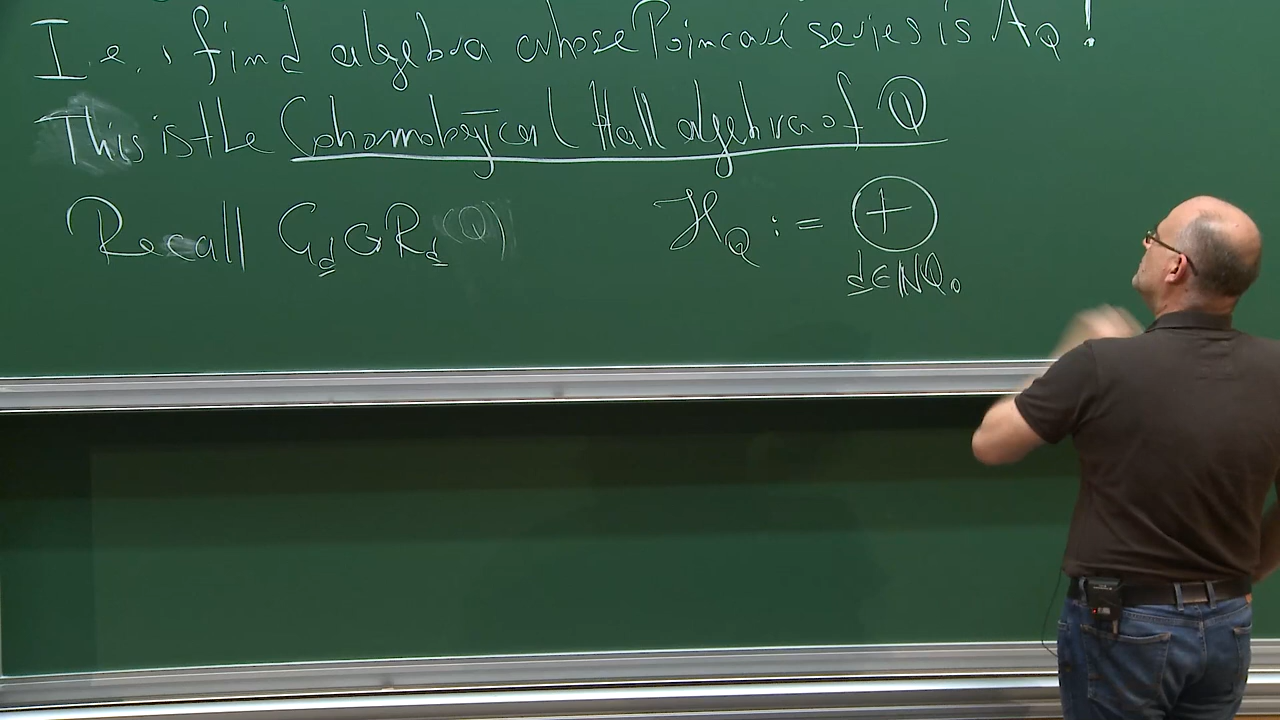 I.e., find algebra whose Poincaré series is A_Q!
This is the Cohomological Hall algebra of Q
Recall G_d ↻ R_d(Q) ℋ_Q := ⊕
d ∈ ℕQ_0